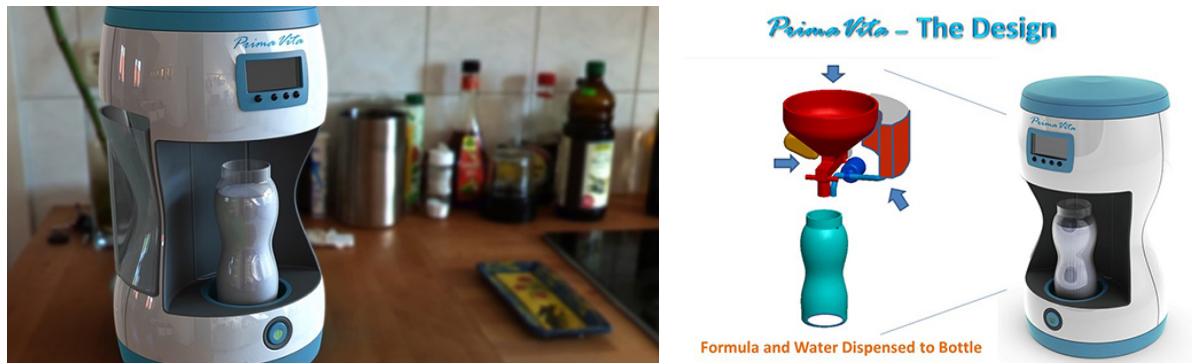 Prima Vita
Prima Vita – The Design
Prima Vita
Formula and Water Dispensed to Bottle